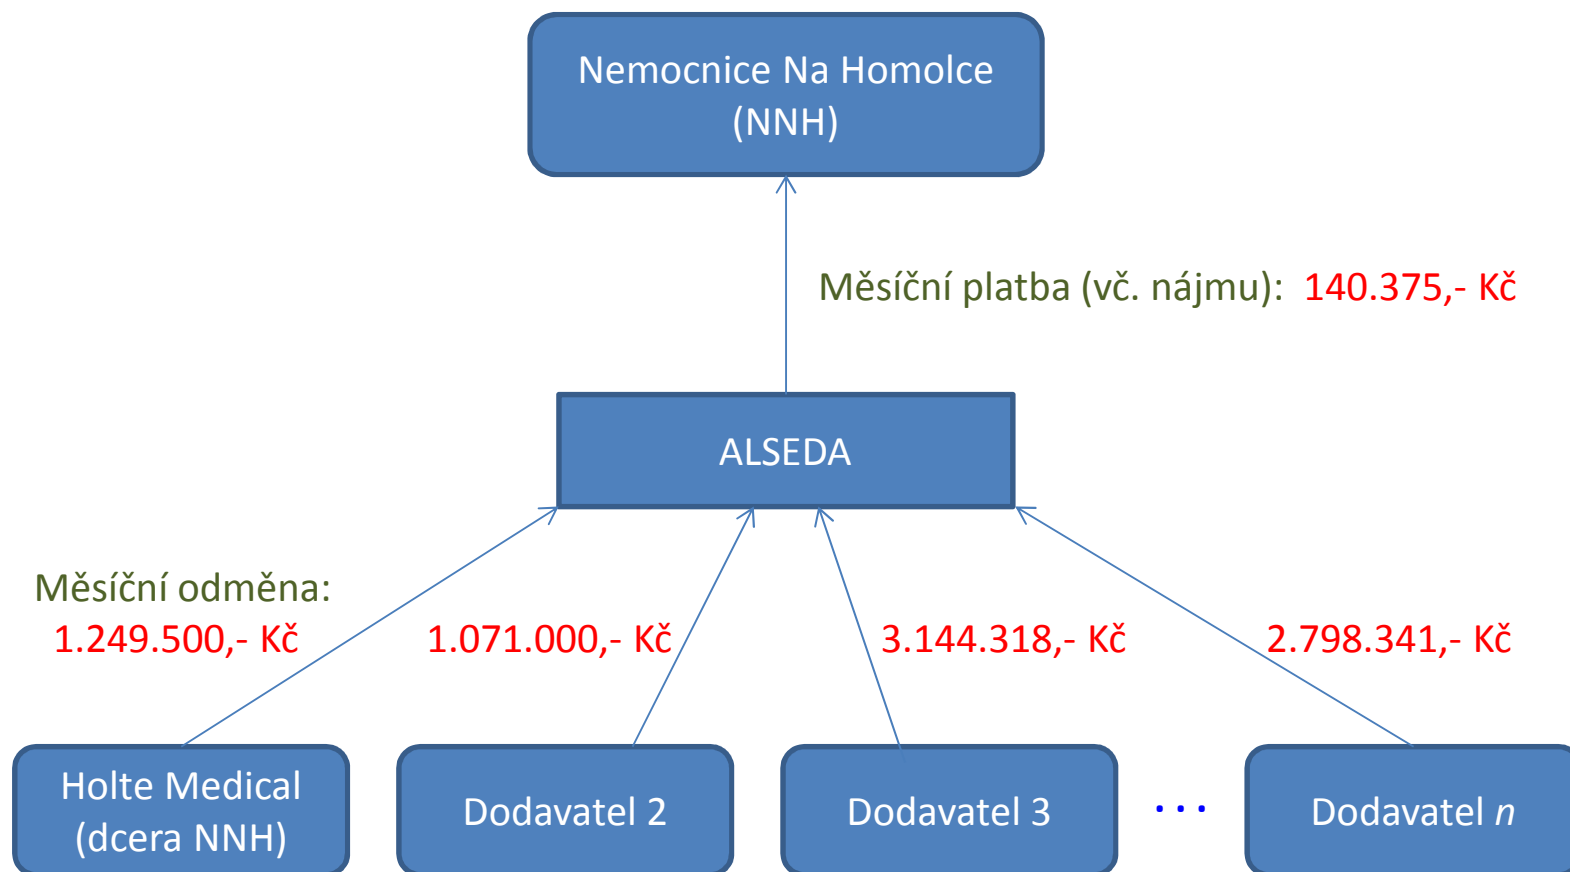 Nemocnice Na Homolce
(NNH)
Měsíční platba (vč. nájmu): 140.375,- Kč
ALSEDA
Měsíční odměna:
1.249.500,- Kč
1.071.000,- Kč
3.144.318,- Kč
2.798.341,- Kč
Holte Medical
(dcera NNH)
Dodavatel 2
Dodavatel 3
...
Dodavatel n